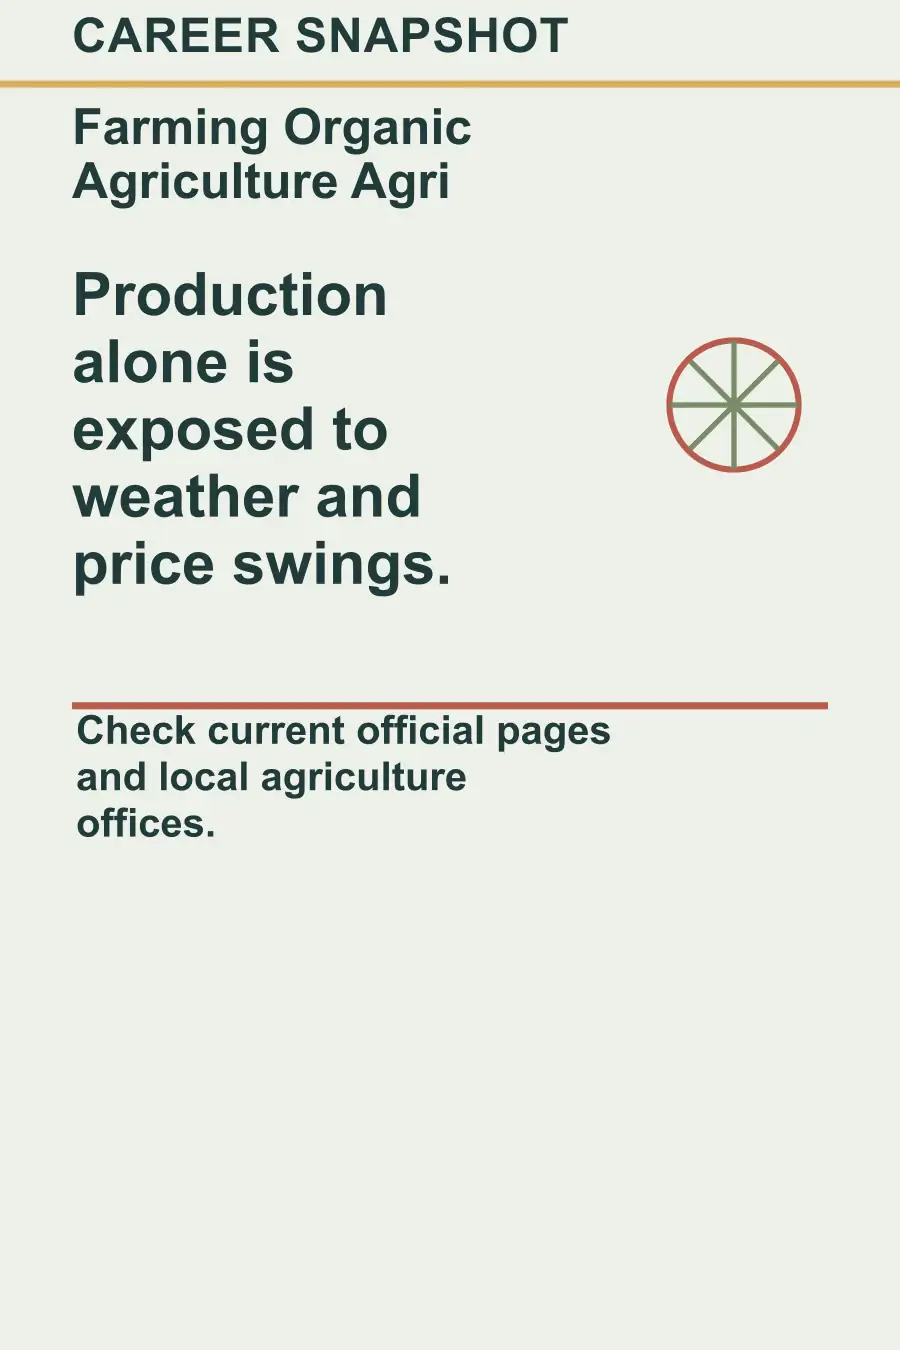 CAREER SNAPSHOT
Farming Organic
Agriculture Agri
Production
alone is
exposed to
weather and
price swings.
Check current official pages
and local agriculture
offices.